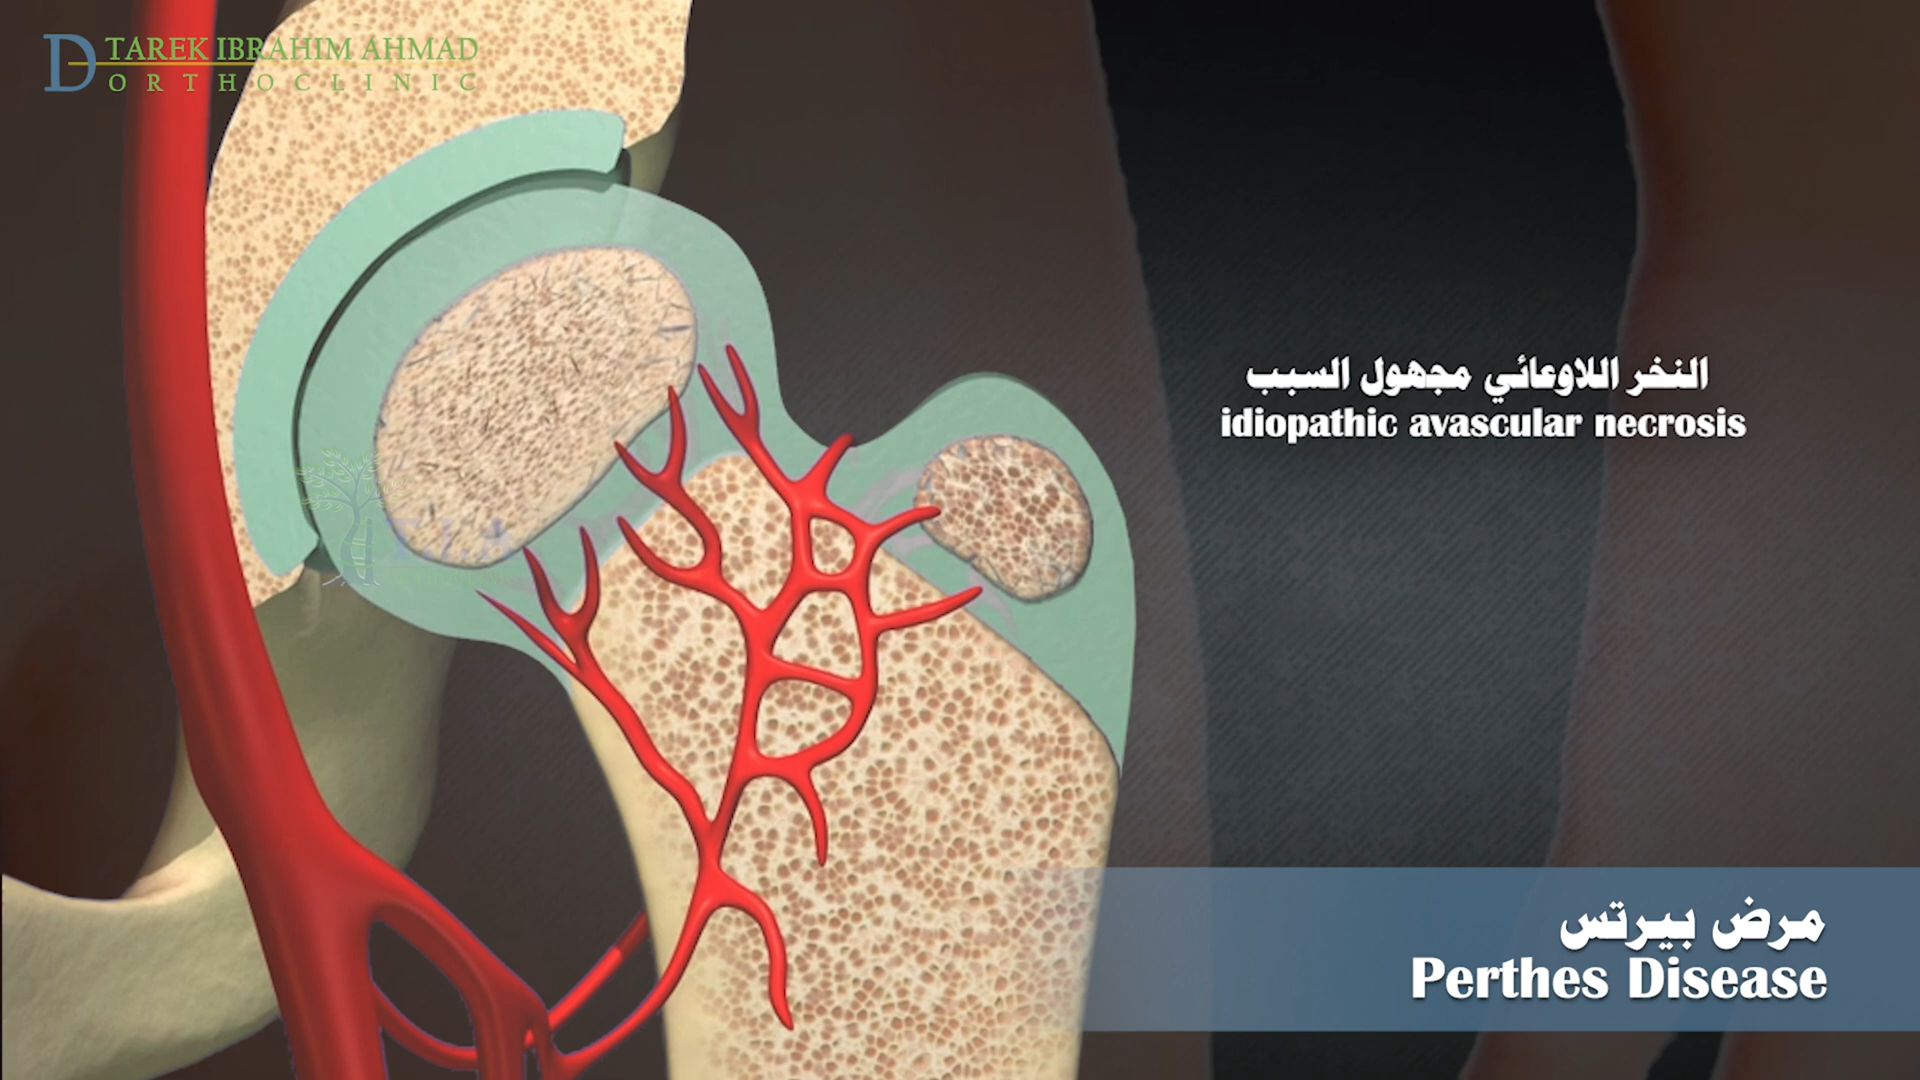 D TAREK IBRAHIM AHMAD
ORTHOCLINIC
النخر اللاوعائي مجهول السبب
idiopathic avascular necrosis
مرض بيرتس
Perthes Disease